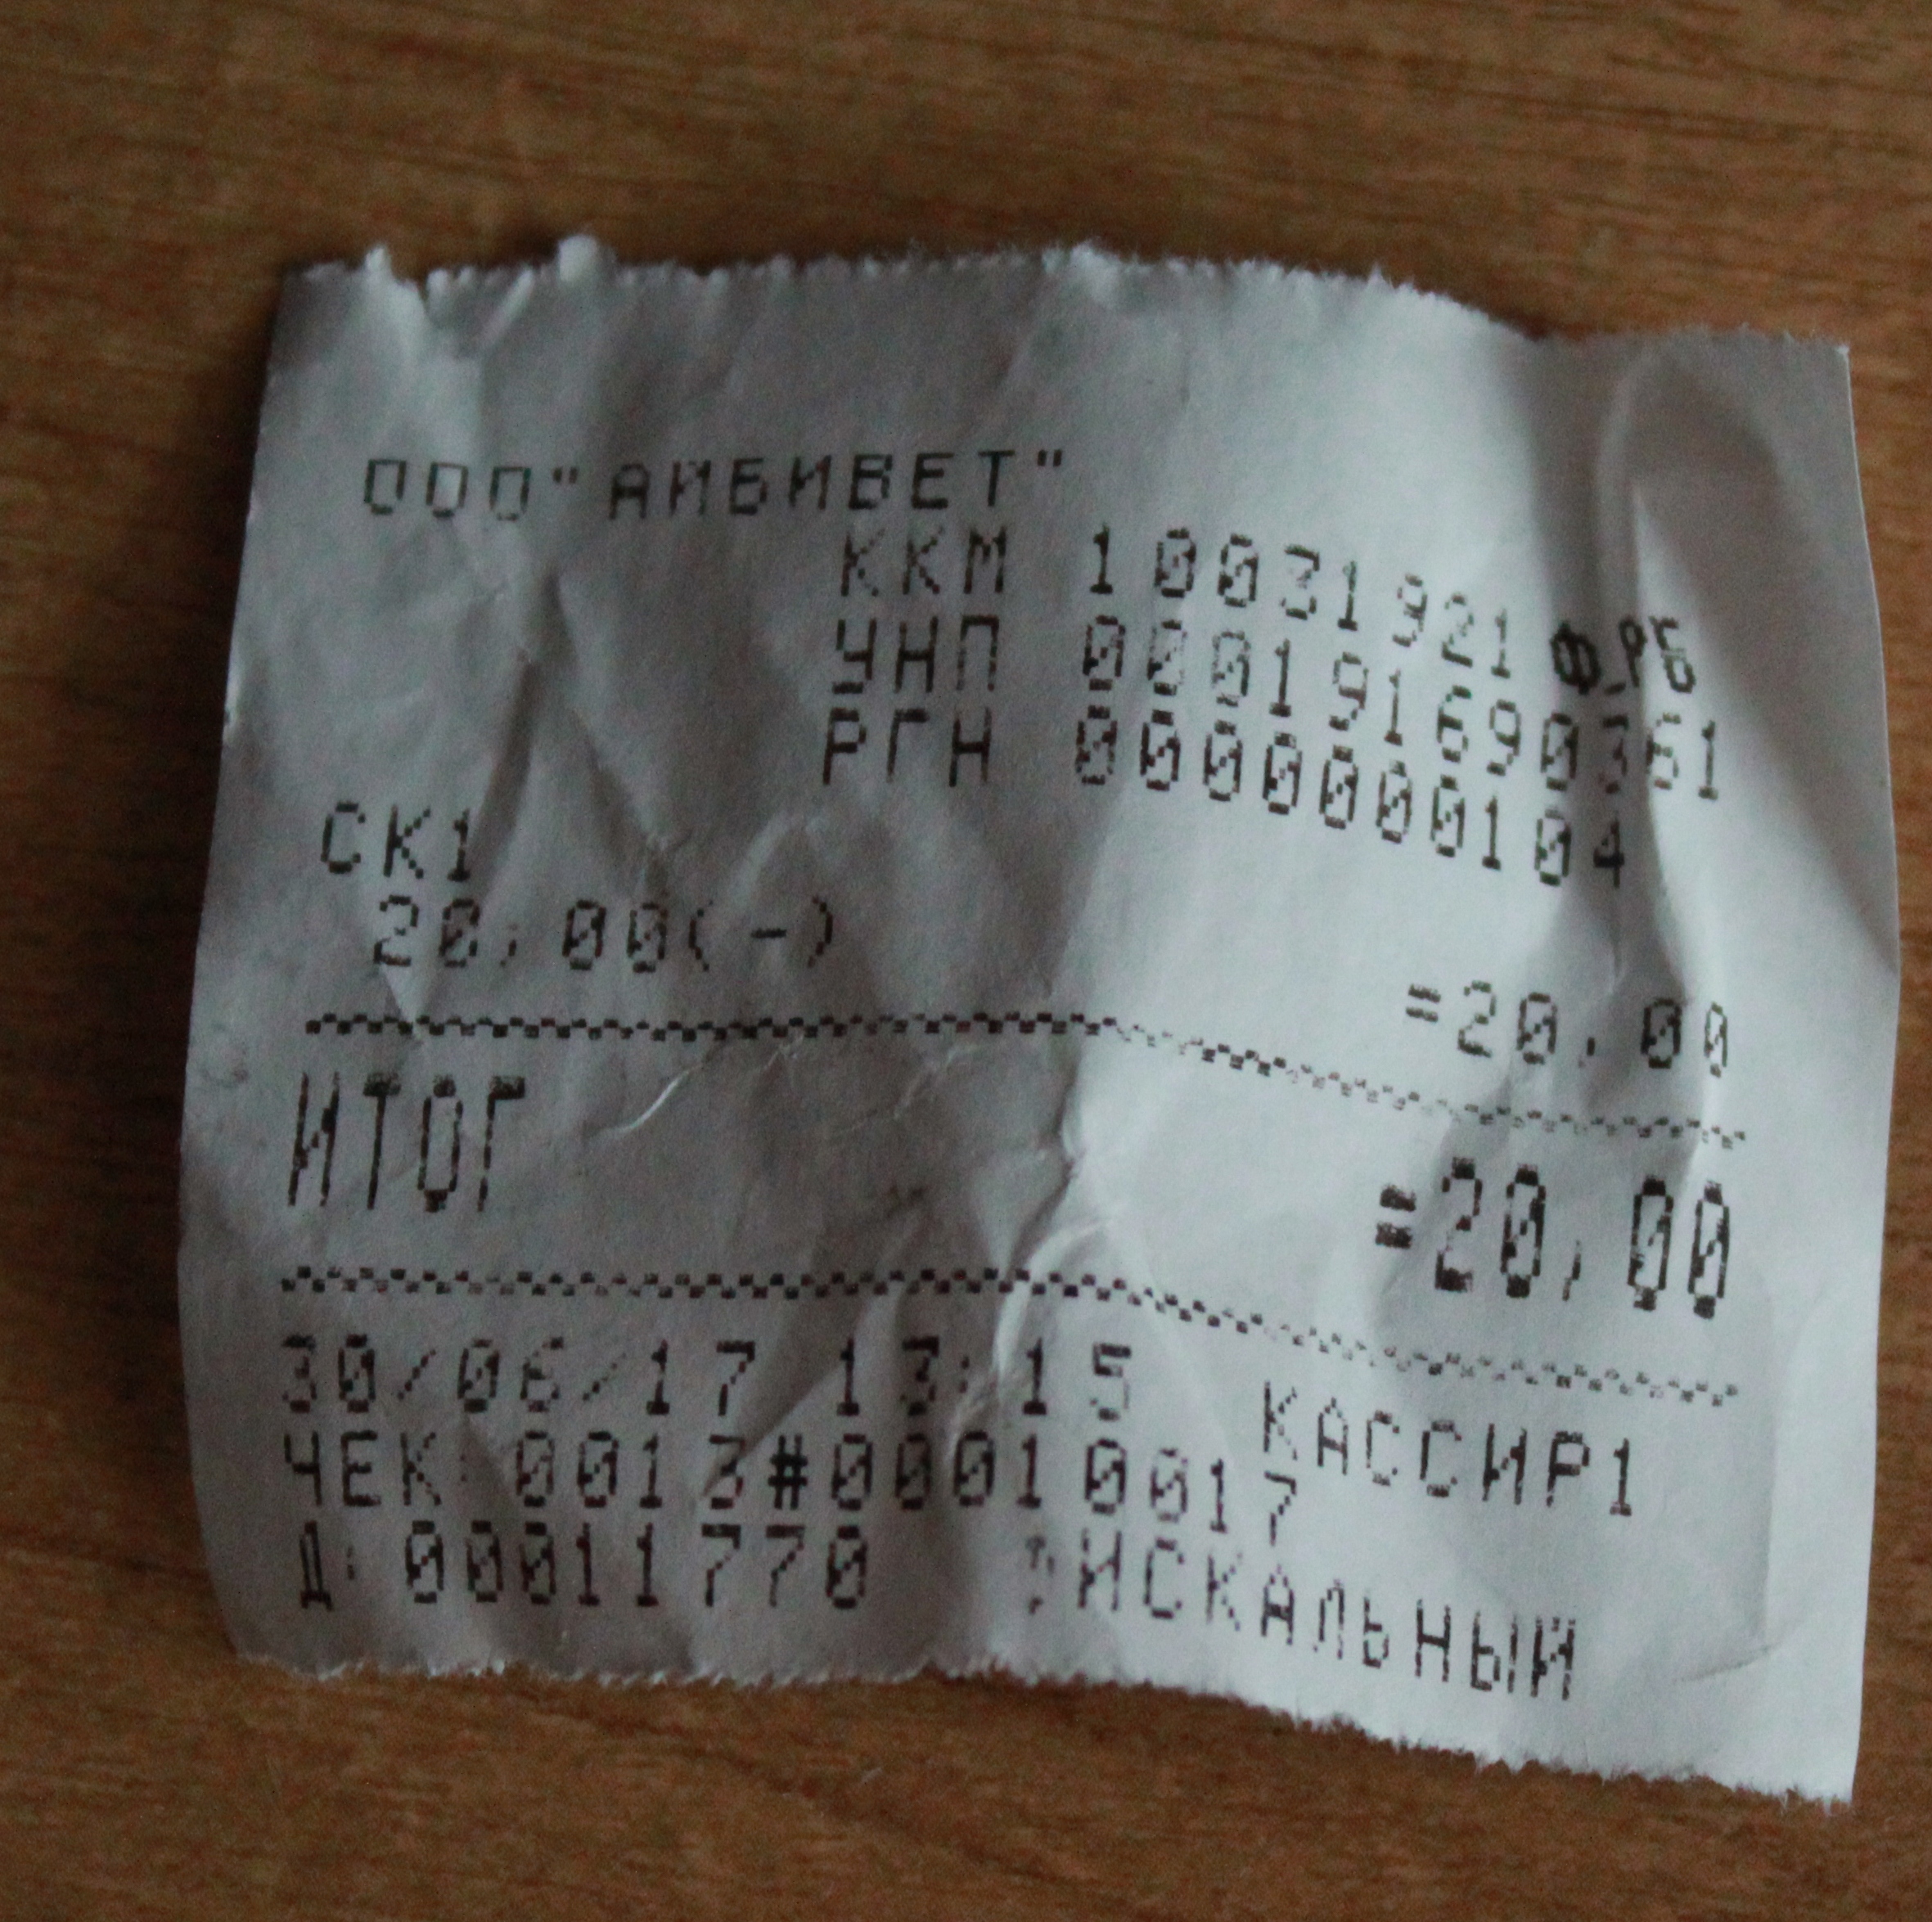 ООО"АЙБИВЕТ"
ККМ 10031921 Ф_РБ
УНП 000191690361
РГН 0000000104
СК1
20,00(-)
=20,00
ИТОГ =20,00
30/06/17 13:15 КАССИР1
ЧЕК: 0013#00010017
Д: 00011770 ФИСКАЛЬНЫЙ